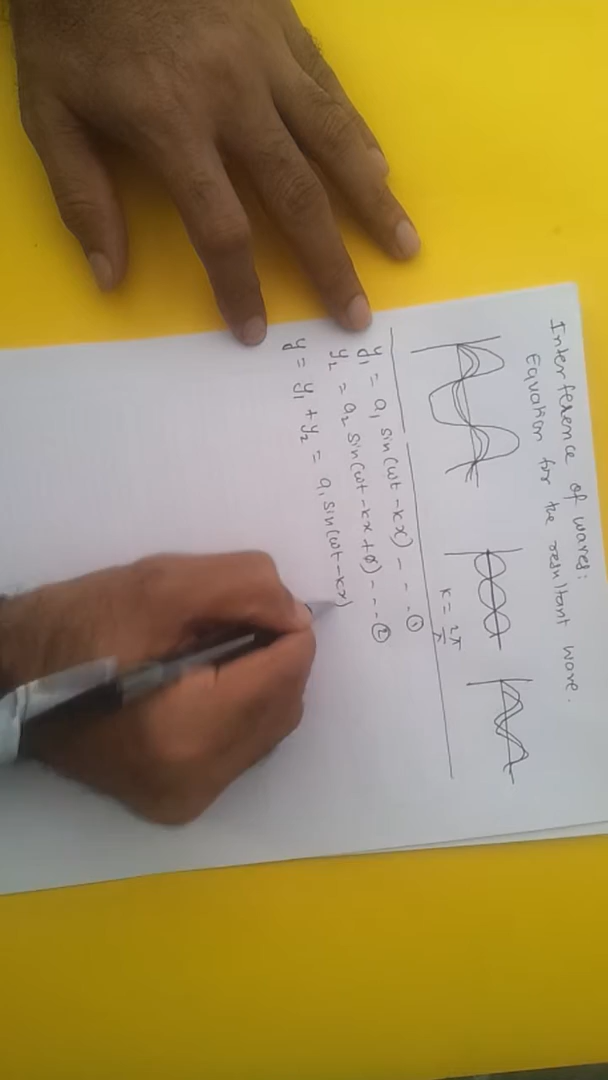 Interference of waves:
Equation for the resultant wave.
K = 2π/λ
y₁ = a₁ sin(ωt - kx) - - - ①
y₂ = a₂ sin(ωt - kx + φ) - - - ②
y = y₁ + y₂ = a₁ sin(ωt - kx)